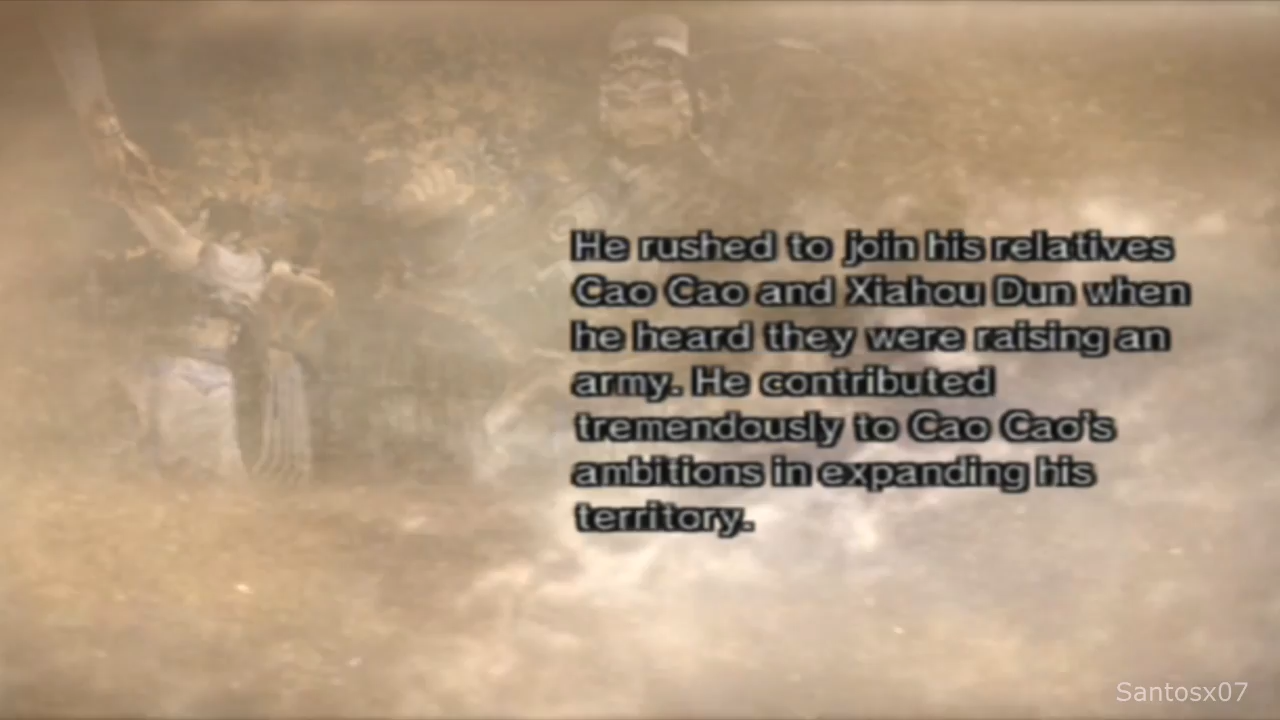 He rushed to join his relatives
Cao Cao and Xiahou Dun when
he heard they were raising an
army. He contributed
tremendously to Cao Cao's
ambitions in expanding his
territory.
Santosx07